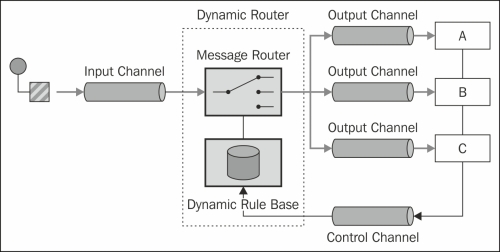 Dynamic Router
Output Channel
A
Message Router
Input Channel
Output Channel
B
Output Channel
C
Dynamic Rule Base
Control Channel